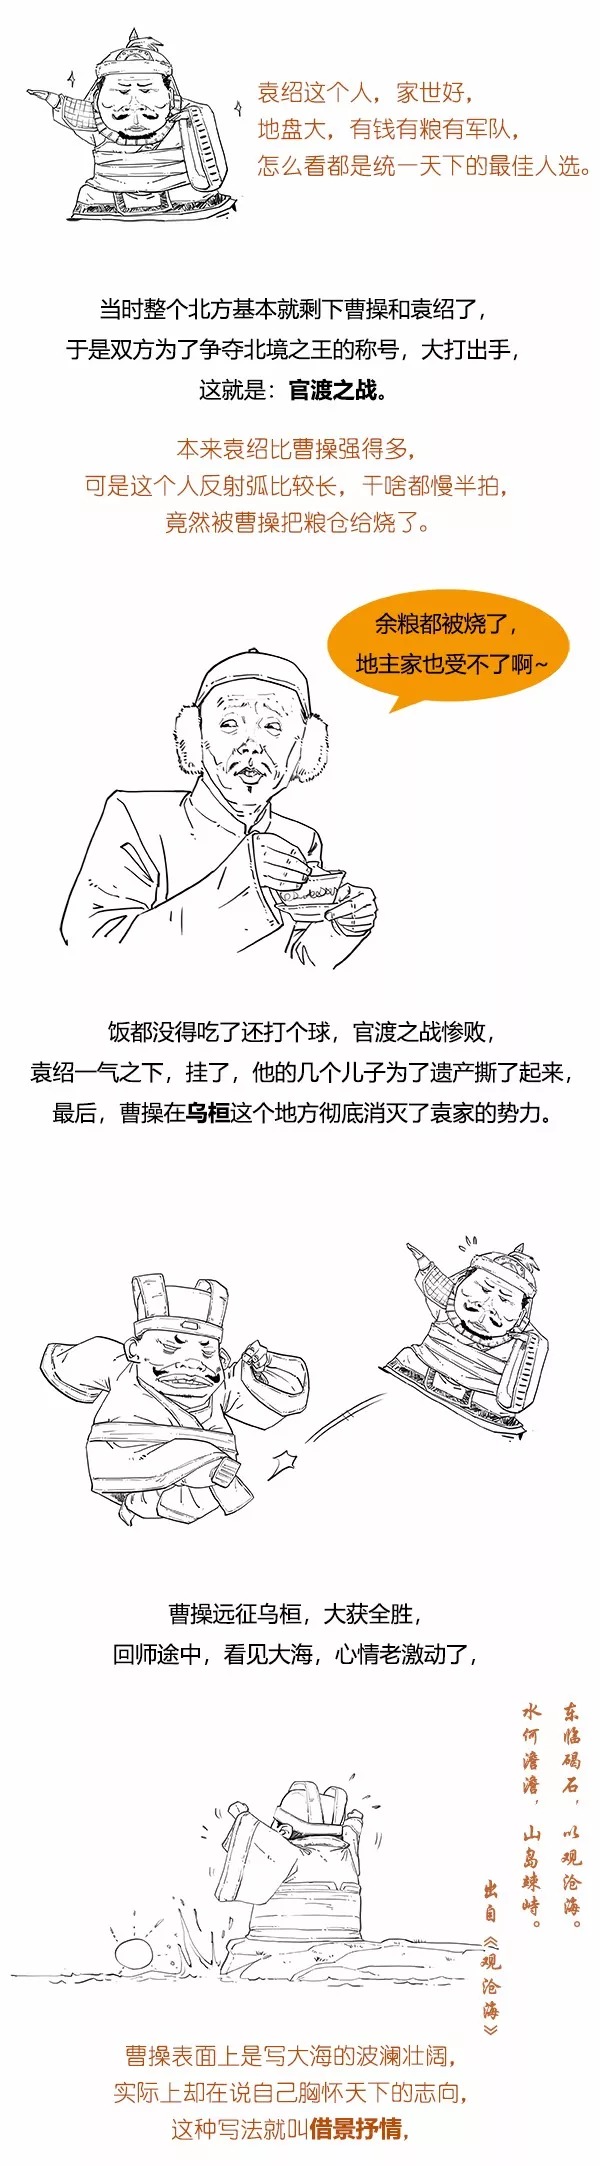 袁绍这个人，家世好，
地盘大，有钱有粮有军队，
怎么看都是统一天下的最佳人选。
当时整个北方基本就剩下曹操和袁绍了，
于是双方为了争夺北境之王的称号，大打出手，
这就是：官渡之战。
本来袁绍比曹操强得多，
可是这个人反射弧比较长，干啥都慢半拍，
竟然被曹操把粮仓给烧了。
余粮都被烧了，
地主家也受不了啊~
饭都没得吃了还打个球，官渡之战惨败，
袁绍一气之下，挂了，他的几个儿子为了遗产撕了起来，
最后，曹操在乌桓这个地方彻底消灭了袁家的势力。
曹操远征乌桓，大获全胜，
回师途中，看见大海，心情老激动了，
东临碣石，以观沧海。
水何澹澹，山岛竦峙。
出自《观沧海》
曹操表面上是写大海的波澜壮阔，
实际上却在说自己胸怀天下的志向，
这种写法就叫借景抒情，